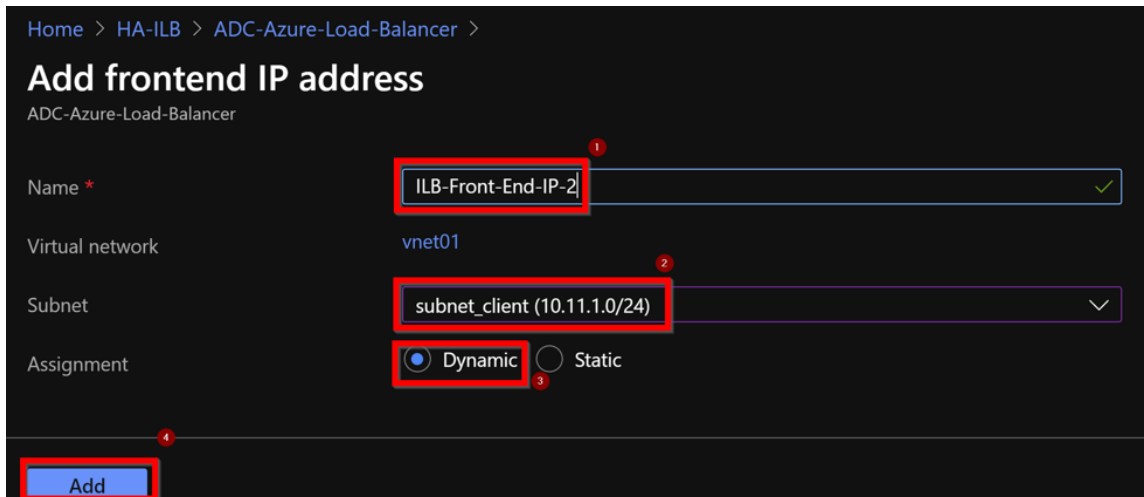 Home > HA-ILB > ADC-Azure-Load-Balancer >
Add frontend IP address
ADC-Azure-Load-Balancer
1
Name * ILB-Front-End-IP-2
Virtual network vnet01
2
Subnet subnet_client (10.11.1.0/24)
Assignment Dynamic Static
3
4
Add